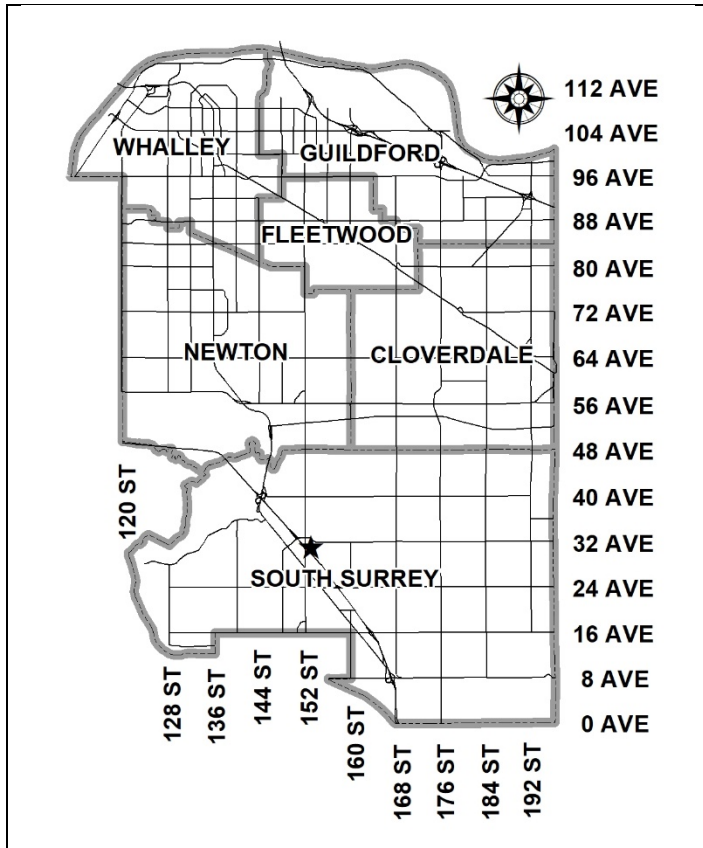 112 AVE
104 AVE
WHALLEY
GUILDFORD
96 AVE
88 AVE
FLEETWOOD
80 AVE
72 AVE
NEWTON
CLOVERDALE
64 AVE
56 AVE
48 AVE
40 AVE
120 ST
32 AVE
SOUTH SURREY
24 AVE
16 AVE
8 AVE
0 AVE
128 ST
136 ST
144 ST
152 ST
160 ST
168 ST
176 ST
184 ST
192 ST